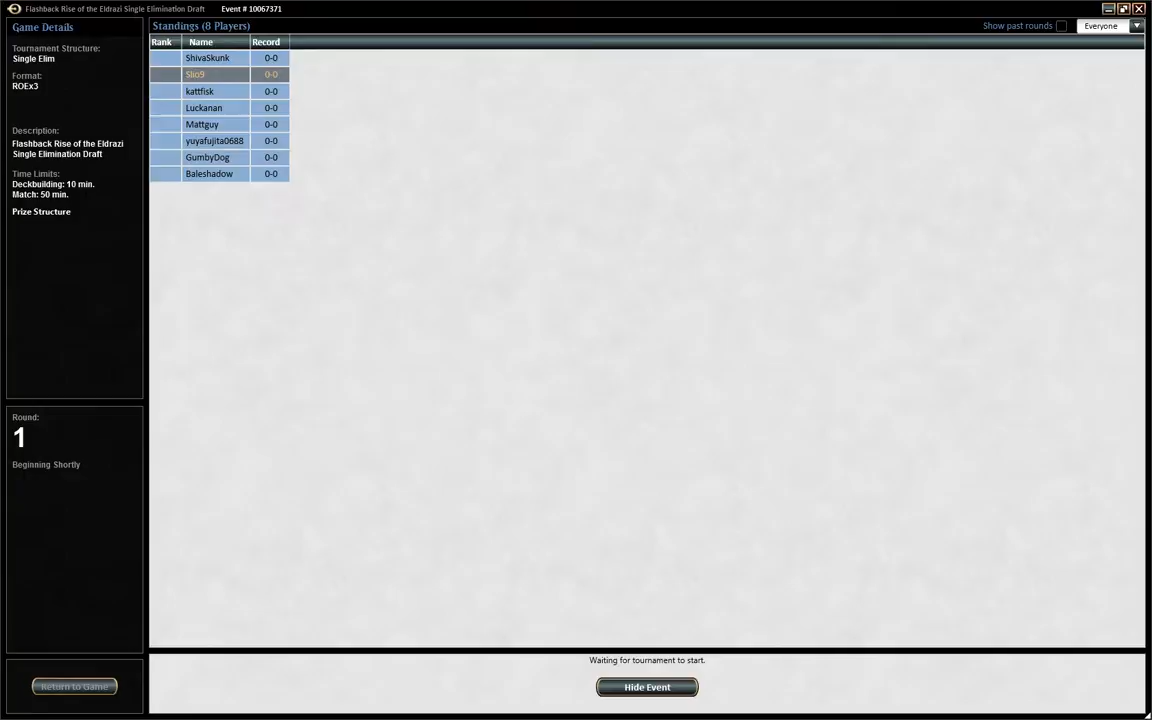 Flashback Rise of the Eldrazi Single Elimination Draft Event # 10067371
Game Details
Tournament Structure:
Single Elim
Format:
ROEx3
Description:
Flashback Rise of the Eldrazi
Single Elimination Draft
Time Limits:
Deckbuilding: 10 min.
Match: 50 min.
Prize Structure
Round:
1
Beginning Shortly
Return to Game
Standings (8 Players)
Show past rounds
Everyone
Rank Name Record
ShivaSkunk 0-0
Slio9 0-0
kattfisk 0-0
Luckanan 0-0
Mattguy 0-0
yuyafujita0688 0-0
GumbyDog 0-0
Baleshadow 0-0
Waiting for tournament to start.
Hide Event